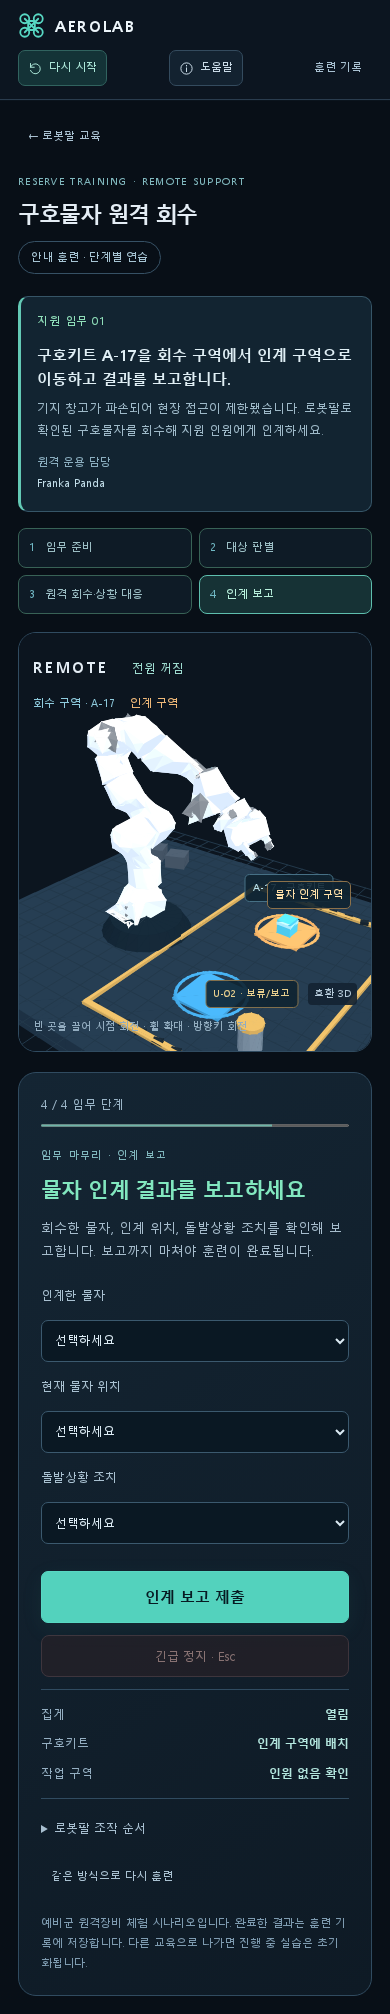 AEROLAB
다시 시작
도움말
훈련 기록
← 로봇팔 교육
RESERVE TRAINING · REMOTE SUPPORT
구호물자 원격 회수
안내 훈련 · 단계별 연습
지원 임무 01
구호키트 A-17을 회수 구역에서 인계 구역으로
이동하고 결과를 보고합니다.
기지 창고가 파손되어 현장 접근이 제한됐습니다. 로봇팔로
확인된 구호물자를 회수해 지원 인원에게 인계하세요.
원격 운용 담당
Franka Panda
1 임무 준비
2 대상 판별
3 원격 회수·상황 대응
4 인계 보고
REMOTE
전원 꺼짐
회수 구역 · A-17
인계 구역
물자 인계 구역
U-02 · 보류/보고
흐환 3D
빈 곳을 끌어 시점 회전 · 휠 확대 · 방향키 회전
4 / 4 임무 단계
임무 마무리 · 인계 보고
물자 인계 결과를 보고하세요
회수한 물자, 인계 위치, 돌발상황 조치를 확인해 보
고합니다. 보고까지 마쳐야 훈련이 완료됩니다.
인계한 물자
선택하세요
현재 물자 위치
선택하세요
돌발상황 조치
선택하세요
인계 보고 제출
긴급 정지 · Esc
집게 열림
구호키트 인계 구역에 배치
작업 구역 인원 없음 확인
▶ 로봇팔 조작 순서
같은 방식으로 다시 훈련
예비군 원격장비 체험 시나리오입니다. 완료한 결과는 훈련 기
록에 저장합니다. 다른 교육으로 나가면 진행 중 실습은 초기
화됩니다.